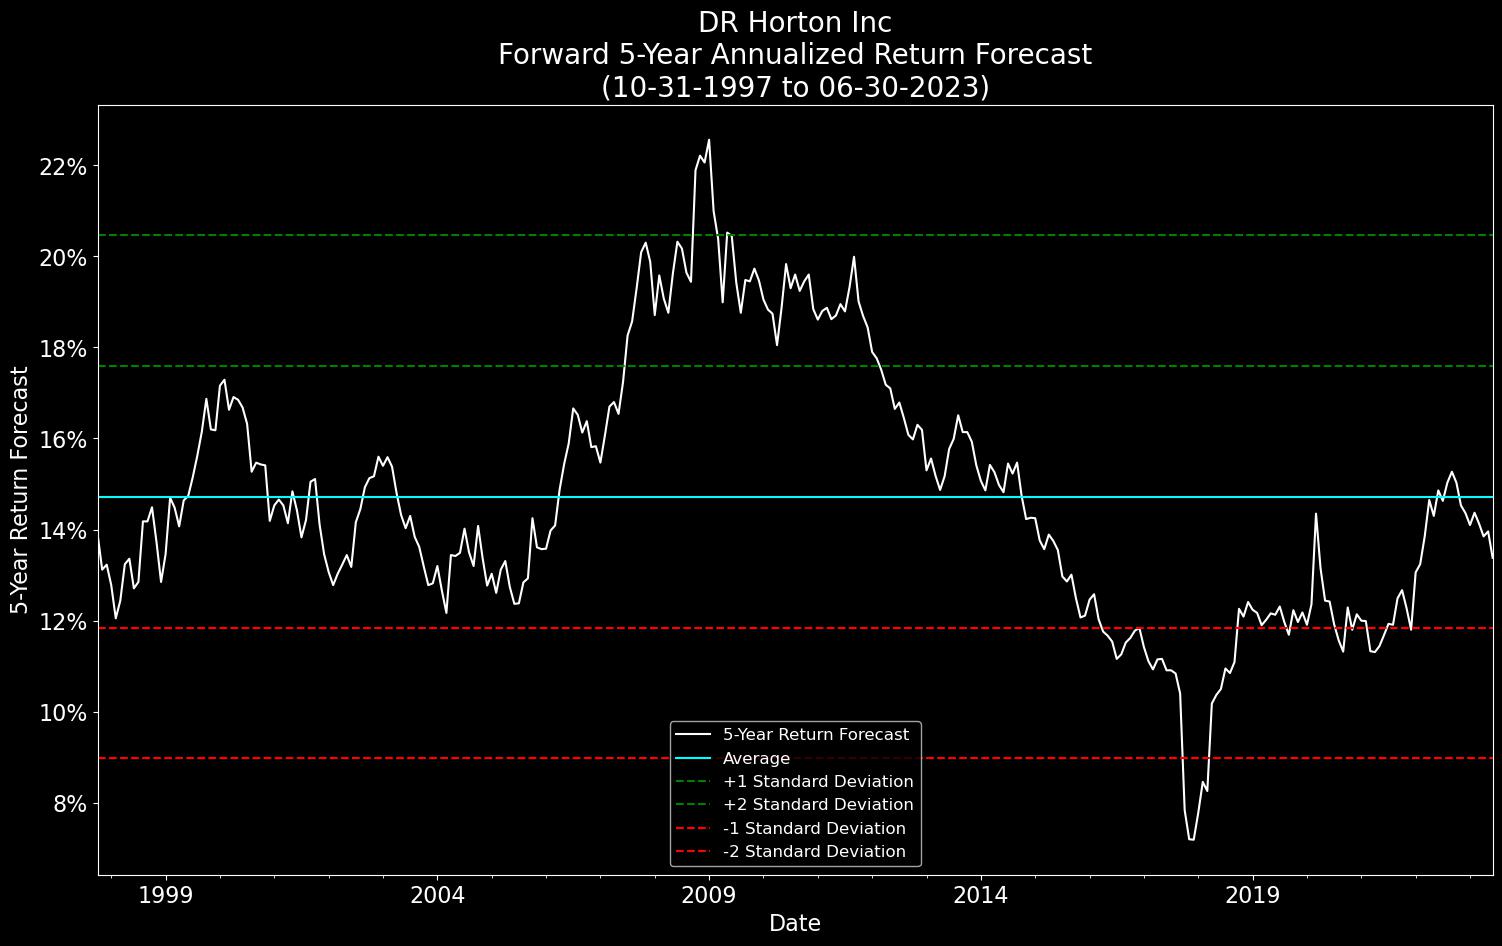 DR Horton Inc
Forward 5-Year Annualized Return Forecast
(10-31-1997 to 06-30-2023)
5-Year Return Forecast
22%
20%
18%
16%
14%
12%
10%
8%
5-Year Return Forecast
Average
+1 Standard Deviation
+2 Standard Deviation
-1 Standard Deviation
-2 Standard Deviation
1999 2004 2009 2014 2019
Date